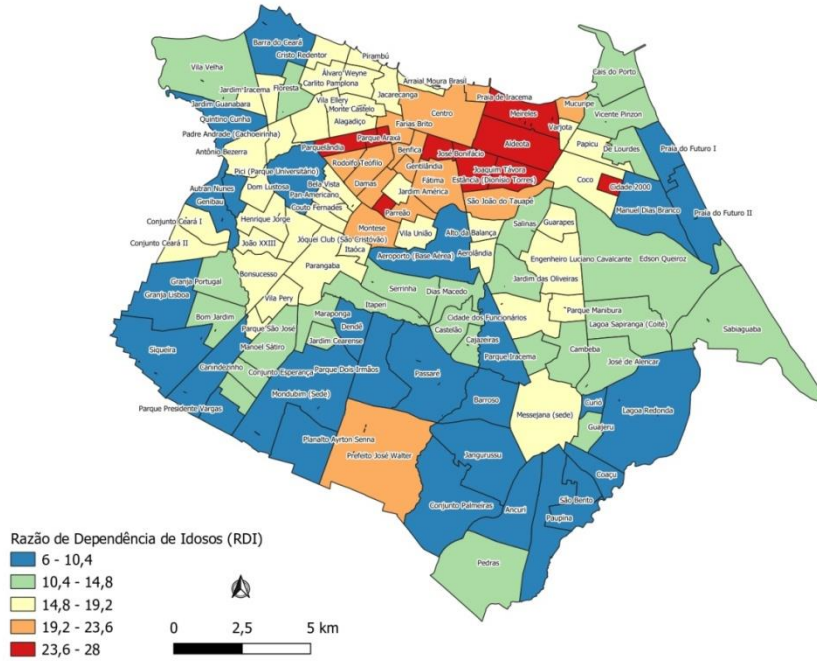 Barra do Ceará
Cristo Redentor
Pirambú
Vila Velha
Álvaro Weyne
Carlito Pamplona
Arraial Moura Brasil
Cais do Porto
Jardim Iracema
Floresta
Jacarecanga
Praia de Iracema
Jardim Guanabara
Vila Ellery
Monte Castelo
Centro
Meireles
Mucuripe
Vicente Pinzon
Quintino Cunha
Alagadiço
Farias Brito
Varjota
Padre Andrade (Cachoeirinha)
Parque Araxá
Aldeota
Papicu
Praia do Futuro I
Antônio Bezerra
Parquelândia
Benfica
José Bonifácio
De Lourdes
Pici (Parque Universitário)
Rodolfo Teófilo
Gentilândia
Joaquim Távora
Autran Nunes
Bela Vista
Damas
Fátima
Estância (Dionísio Torres)
Coco
Cidade 2000
Dom Lustosa
Pan Americano
Jardim América
Manuel Dias Branco
Genibau
Couto Fernades
São João do Tauape
Praia do Futuro II
Conjunto Ceará I
Henrique Jorge
Parreão
Salinas
Guarapes
Conjunto Ceará II
João XXIII
Jóquei Club (São Cristóvão)
Montese
Vila União
Alto da Balança
Itaóca
Aeroporto (Base Aérea)
Aerolândia
Engenheiro Luciano Cavalcante
Edson Queiroz
Bonsucesso
Parangaba
Granja Portugal
Serrinha
Dias Macedo
Jardim das Oliveiras
Granja Lisboa
Vila Pery
Itaperi
Parque Manibura
Bom Jardim
Maraponga
Cidade dos Funcionários
Lagoa Sapiranga (Coité)
Sabiaguaba
Parque São José
Dendê
Castelão
Siqueira
Manoel Sátiro
Jardim Cearense
Cajazeiras
Parque Iracema
Cambeba
José de Alencar
Canindezinho
Conjunto Esperança
Parque Dois Irmãos
Passaré
Mondubim (Sede)
Barroso
Messejana (sede)
Curió
Lagoa Redonda
Parque Presidente Vargas
Guajeru
Planalto Ayrton Senna
Prefeito José Walter
Jangurussu
Coaçu
Conjunto Palmeiras
São Bento
Ancuri
Paupina
Pedras
Razão de Dependência de Idosos (RDI)
6 - 10,4
10,4 - 14,8
14,8 - 19,2
19,2 - 23,6
23,6 - 28
0 2,5 5 km